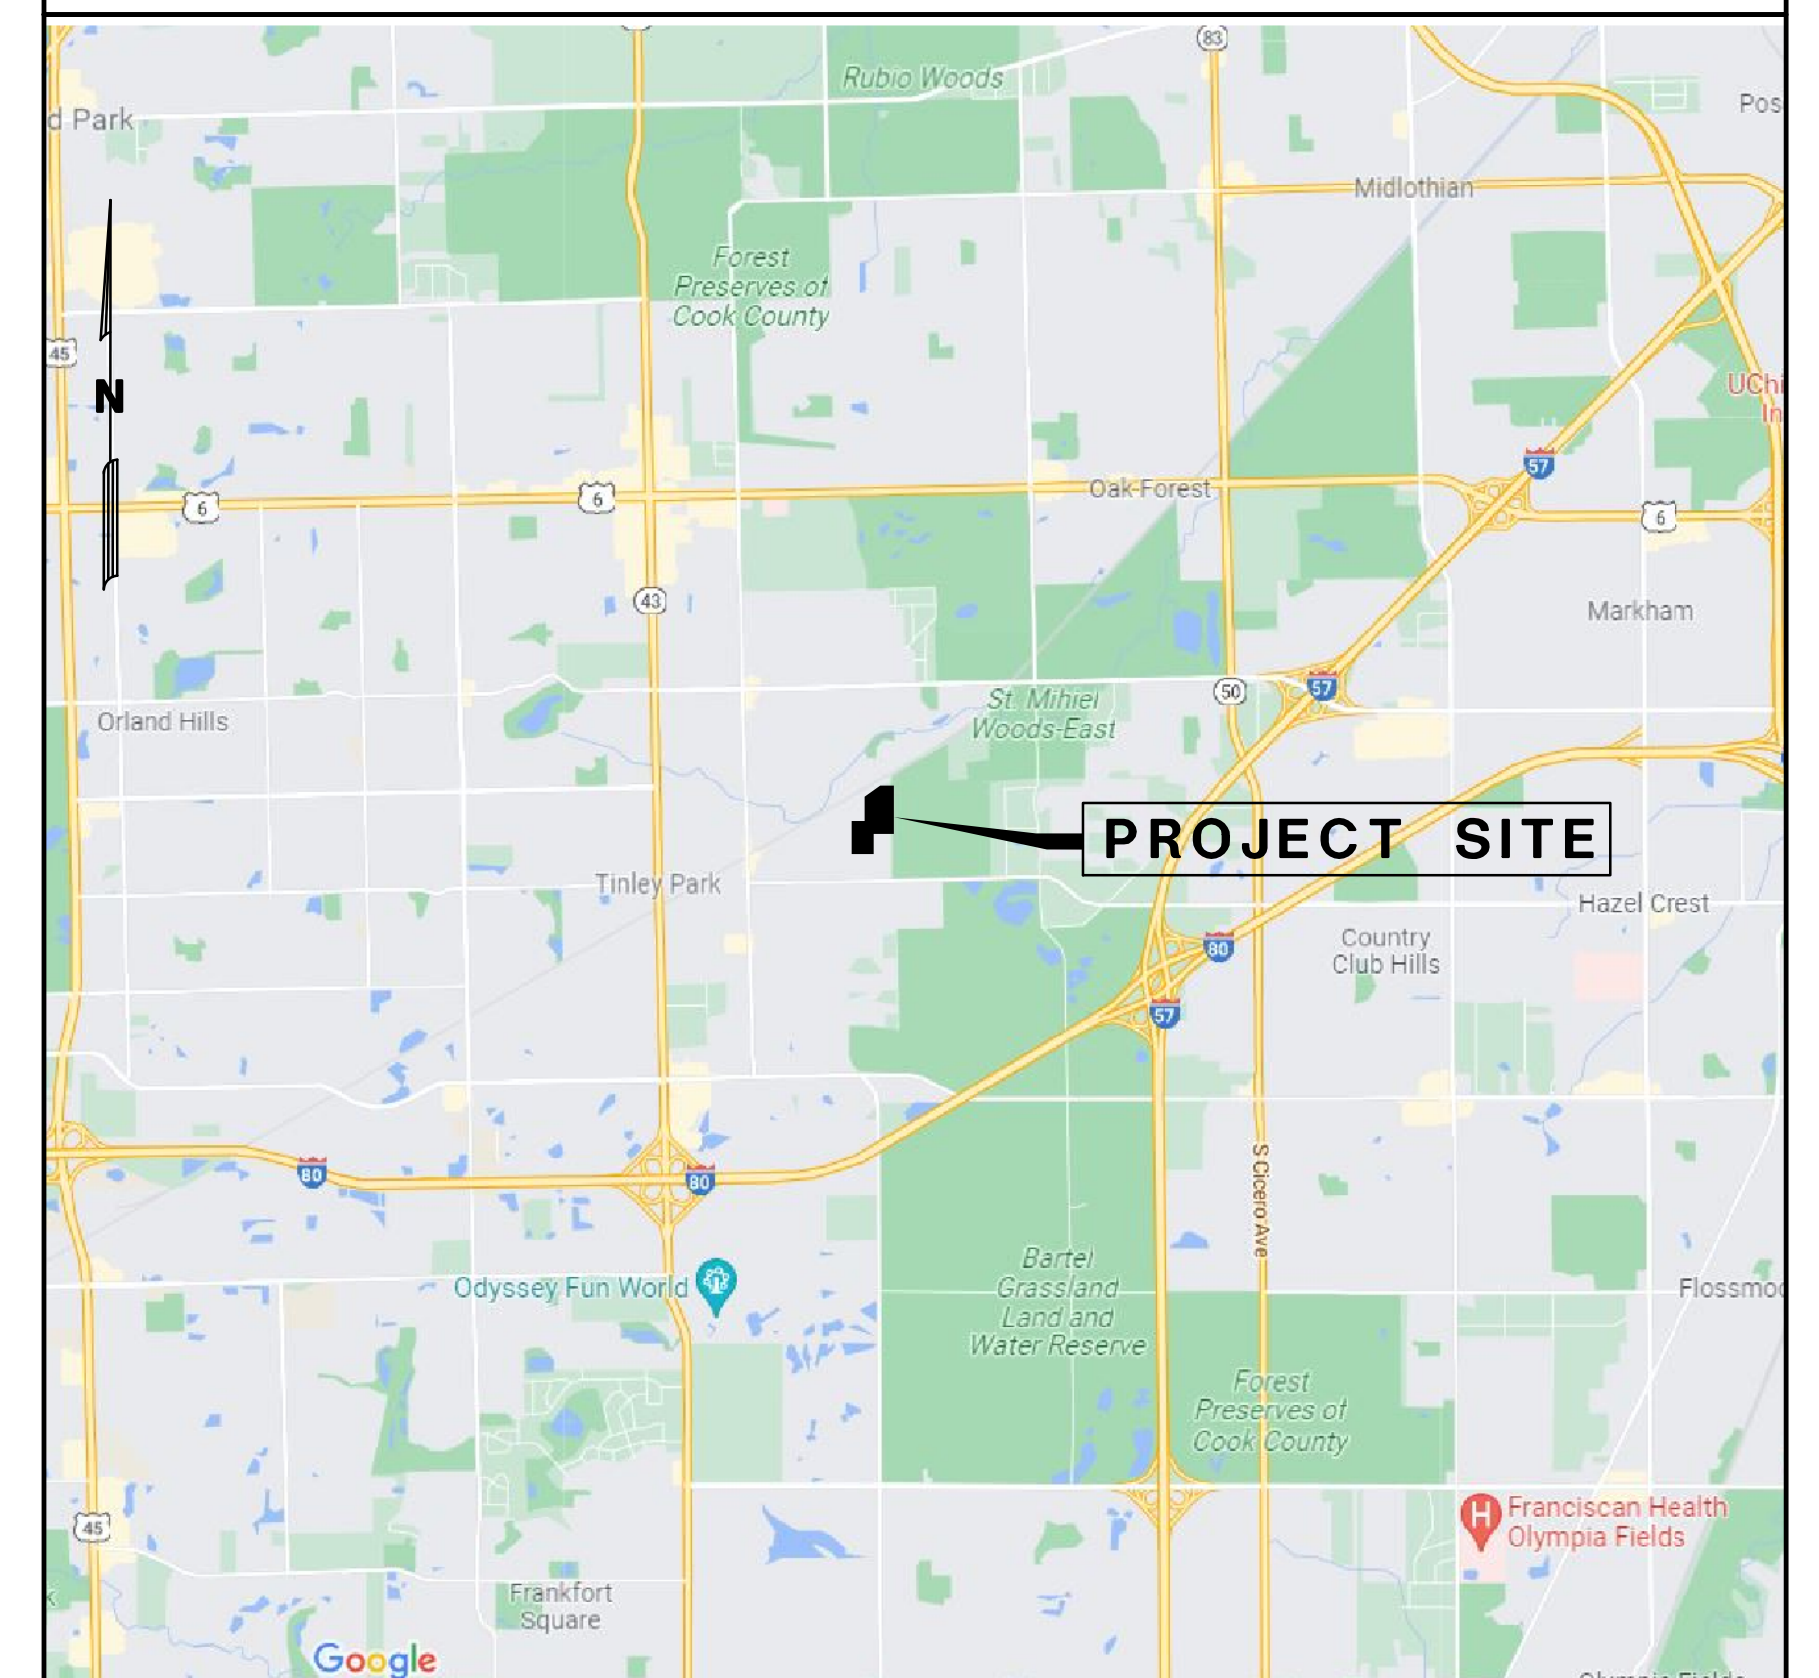 Rubio Woods
83
d Park
Pos
Midlothian
Forest
Preserves of
Cook County
45
N
UChi
In
57
6
6
Oak Forest
6
43
Markham
57
50
St. Mihiel
Woods-East
Orland Hills
PROJECT SITE
Tinley Park
Hazel Crest
80
Country
Club Hills
57
80
80
S Cicero Ave
Bartel
Grassland
Land and
Water Reserve
Odyssey Fun World
Flossmoo
Forest
Preserves of
Cook County
H
Franciscan Health
Olympia Fields
45
Frankfort
Square
Google